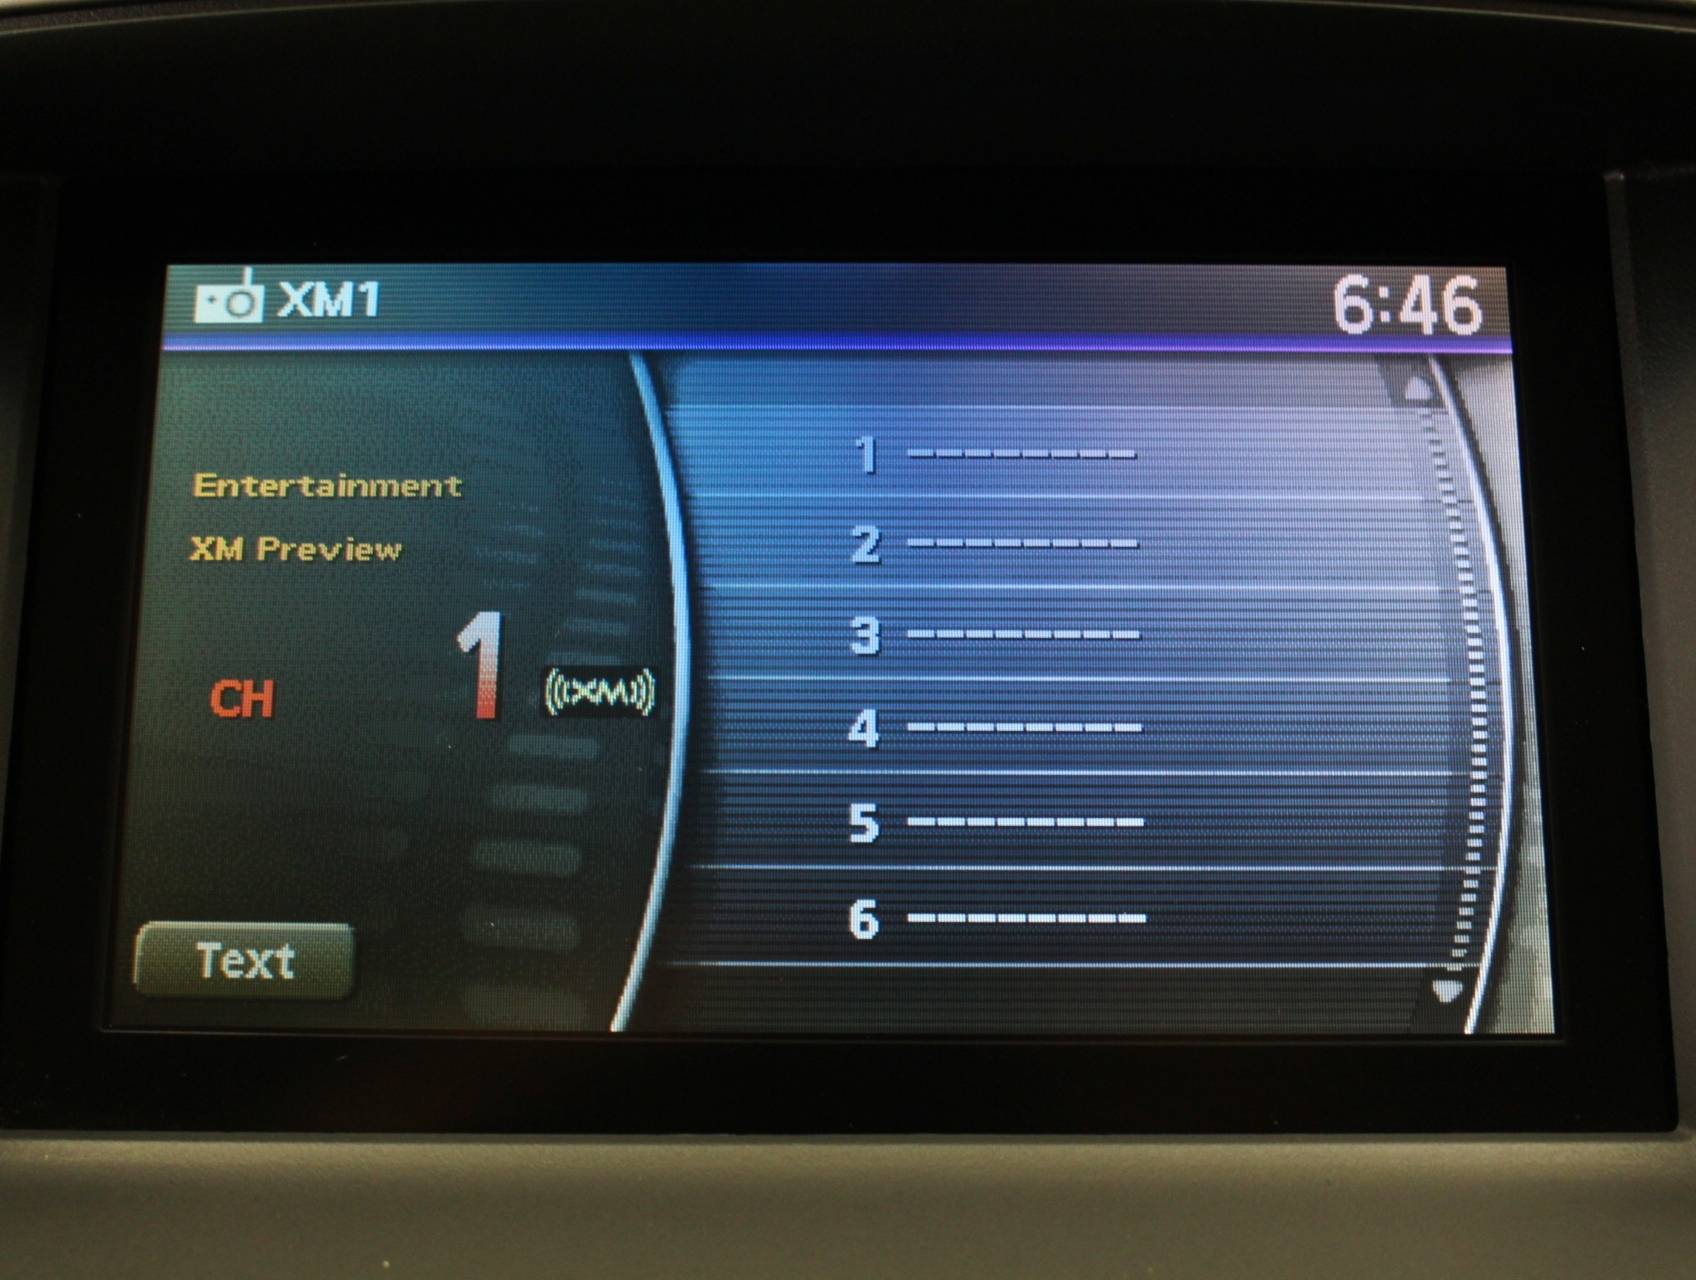 XM1
6:46
Entertainment
XM Preview
CH 1 ((XM))
1 --------
2 --------
3 --------
4 --------
5 --------
6 --------
Text